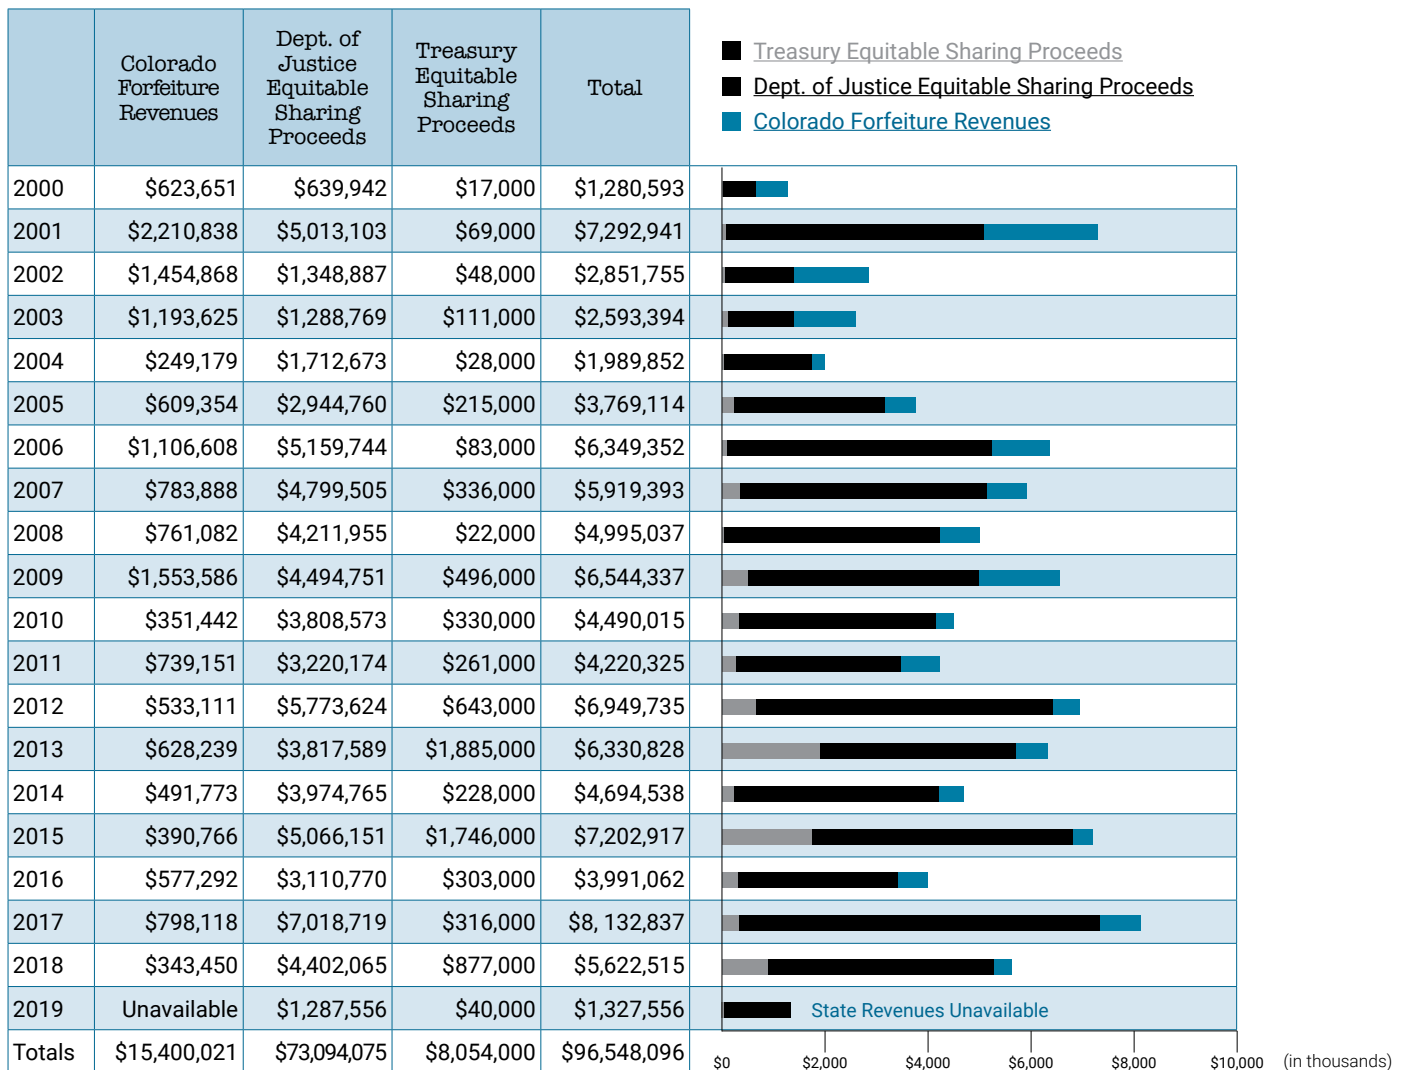 Colorado
Forfeiture
Revenues
Dept. of
Justice
Equitable
Sharing
Proceeds
Treasury
Equitable
Sharing
Proceeds
Total
Treasury Equitable Sharing Proceeds
Dept. of Justice Equitable Sharing Proceeds
Colorado Forfeiture Revenues
2000 $623,651 $639,942 $17,000 $1,280,593
2001 $2,210,838 $5,013,103 $69,000 $7,292,941
2002 $1,454,868 $1,348,887 $48,000 $2,851,755
2003 $1,193,625 $1,288,769 $111,000 $2,593,394
2004 $249,179 $1,712,673 $28,000 $1,989,852
2005 $609,354 $2,944,760 $215,000 $3,769,114
2006 $1,106,608 $5,159,744 $83,000 $6,349,352
2007 $783,888 $4,799,505 $336,000 $5,919,393
2008 $761,082 $4,211,955 $22,000 $4,995,037
2009 $1,553,586 $4,494,751 $496,000 $6,544,337
2010 $351,442 $3,808,573 $330,000 $4,490,015
2011 $739,151 $3,220,174 $261,000 $4,220,325
2012 $533,111 $5,773,624 $643,000 $6,949,735
2013 $628,239 $3,817,589 $1,885,000 $6,330,828
2014 $491,773 $3,974,765 $228,000 $4,694,538
2015 $390,766 $5,066,151 $1,746,000 $7,202,917
2016 $577,292 $3,110,770 $303,000 $3,991,062
2017 $798,118 $7,018,719 $316,000 $8, 132,837
2018 $343,450 $4,402,065 $877,000 $5,622,515
2019 Unavailable $1,287,556 $40,000 $1,327,556 State Revenues Unavailable
Totals $15,400,021 $73,094,075 $8,054,000 $96,548,096
$0 $2,000 $4,000 $6,000 $8,000 $10,000 (in thousands)